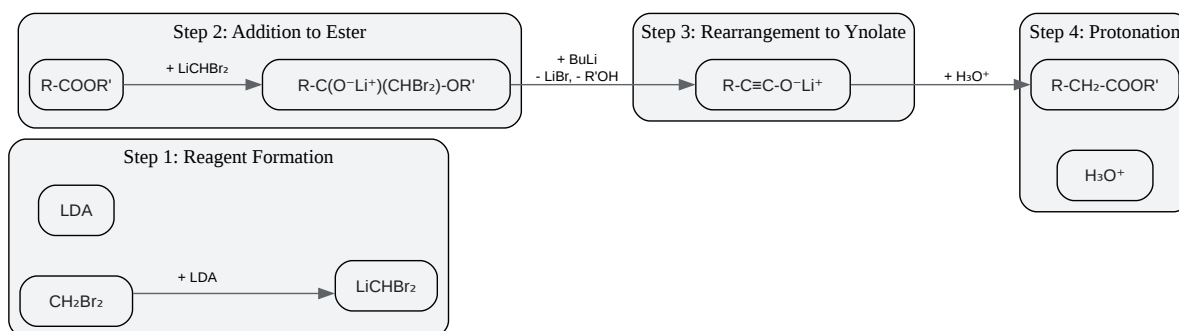 Step 2: Addition to Ester
R-COOR'
+ LiCHBr₂
R-C(O⁻Li⁺)(CHBr₂)-OR'
+ BuLi
- LiBr, - R'OH
Step 3: Rearrangement to Ynolate
R-C≡C-O⁻Li⁺
+ H₃O⁺
Step 4: Protonation
R-CH₂-COOR'
H₃O⁺
Step 1: Reagent Formation
LDA
CH₂Br₂
+ LDA
LiCHBr₂